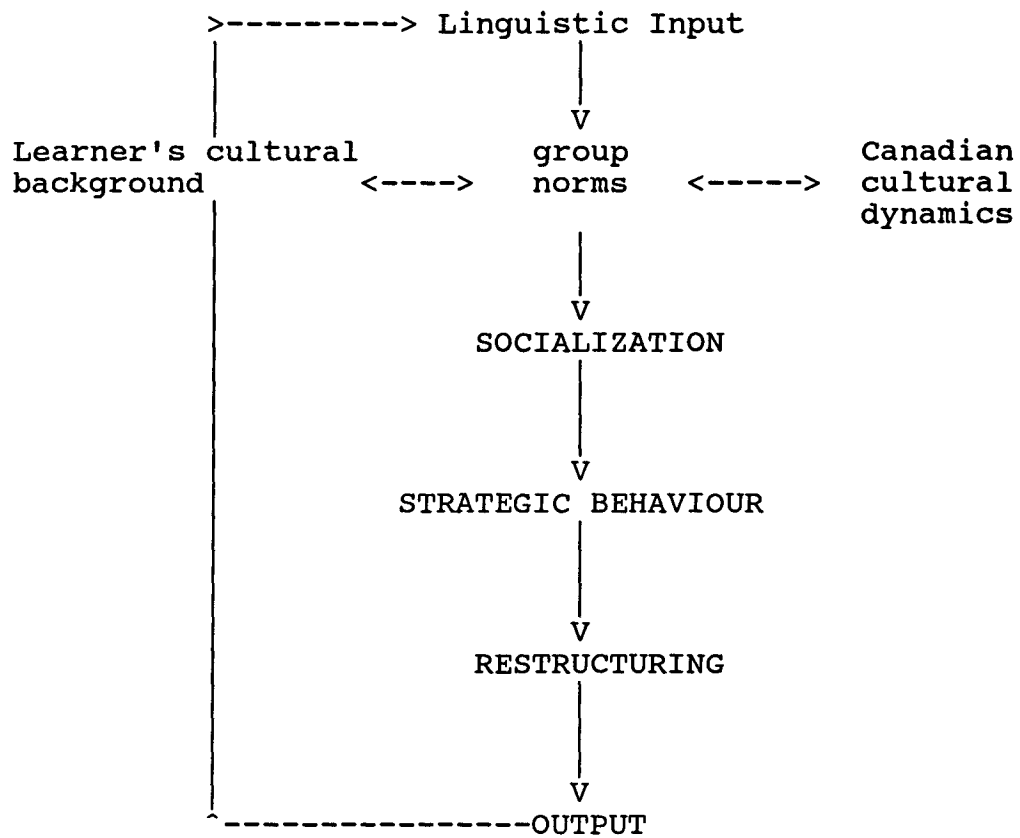 >---------> Linguistic Input
V
Learner's cultural group Canadian
background <----> norms <-----> cultural
dynamics
V
SOCIALIZATION
V
STRATEGIC BEHAVIOUR
V
RESTRUCTURING
V
^-----------------OUTPUT